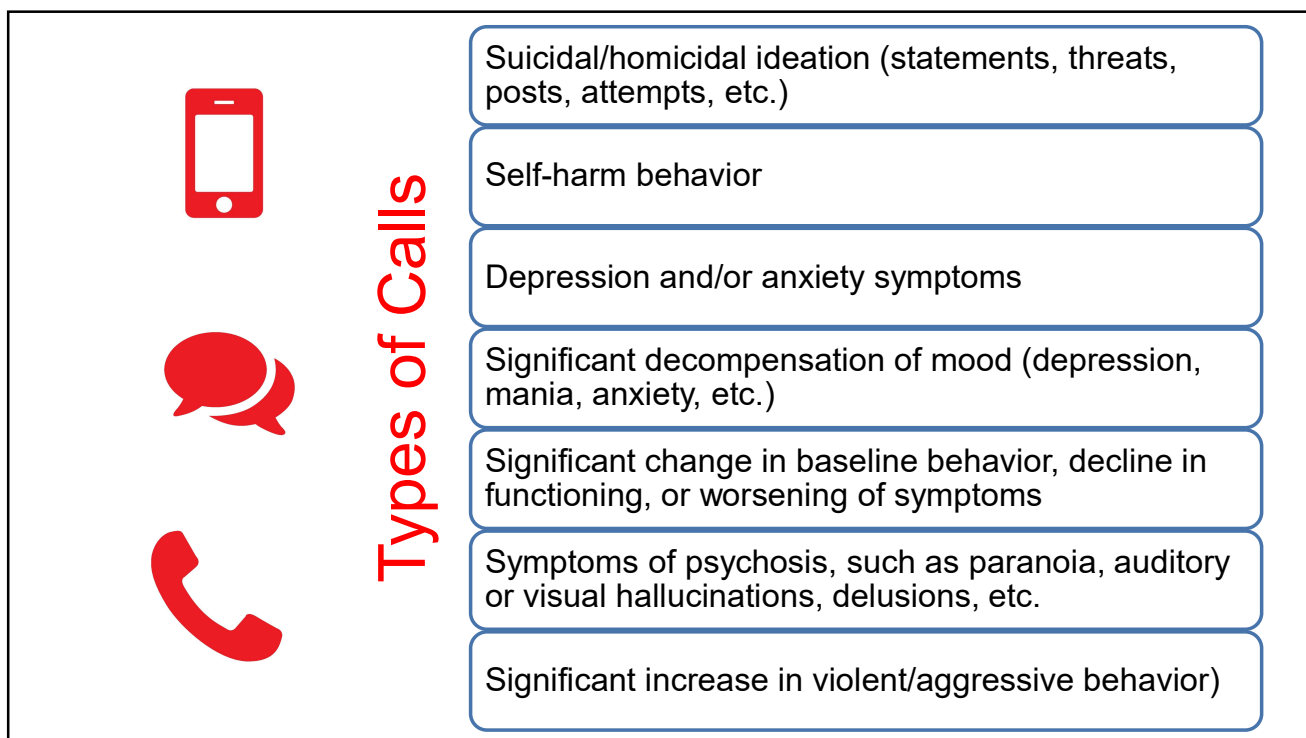 Types of Calls
Suicidal/homicidal ideation (statements, threats,
posts, attempts, etc.)
Self-harm behavior
Depression and/or anxiety symptoms
Significant decompensation of mood (depression,
mania, anxiety, etc.)
Significant change in baseline behavior, decline in
functioning, or worsening of symptoms
Symptoms of psychosis, such as paranoia, auditory
or visual hallucinations, delusions, etc.
Significant increase in violent/aggressive behavior)